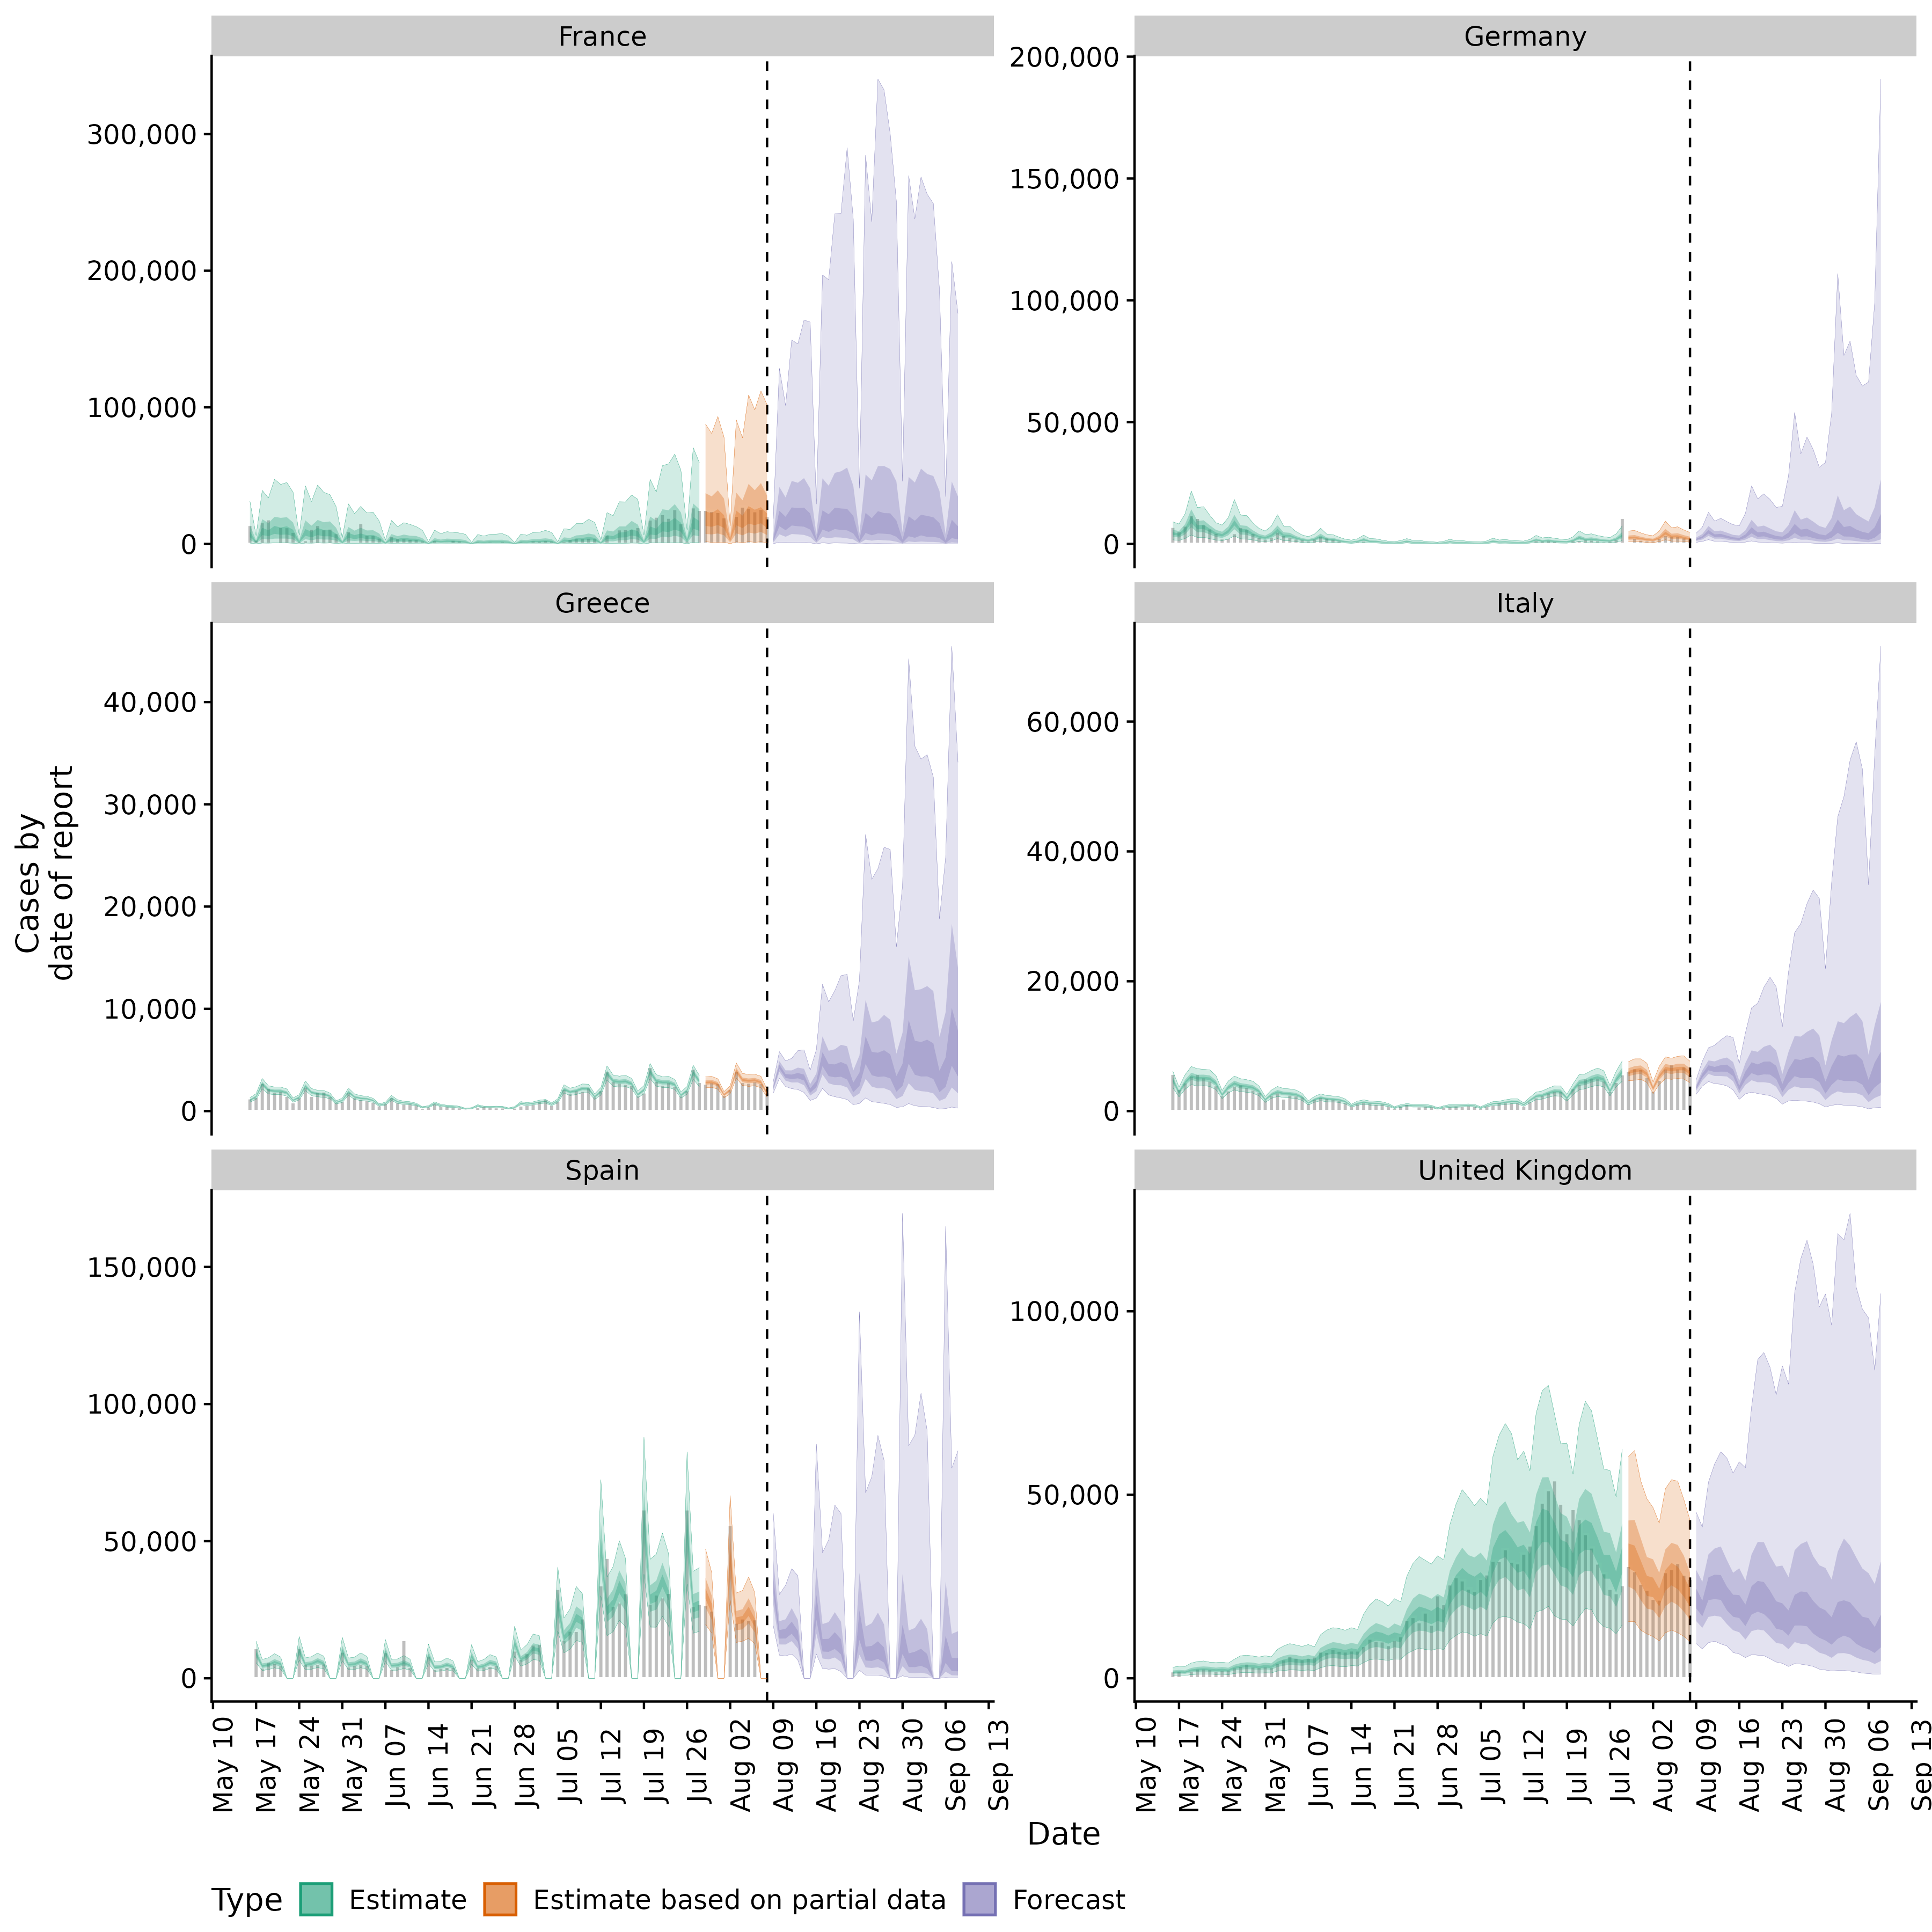 France
Germany
300,000
200,000
100,000
0
200,000
150,000
100,000
50,000
0
Greece
Italy
40,000
30,000
20,000
10,000
0
60,000
40,000
20,000
0
Cases by
date of report
Spain
United Kingdom
150,000
100,000
50,000
0
100,000
50,000
0
May 10
May 17
May 24
May 31
Jun 07
Jun 14
Jun 21
Jun 28
Jul 05
Jul 12
Jul 19
Jul 26
Aug 02
Aug 09
Aug 16
Aug 23
Aug 30
Sep 06
Sep 13
May 10
May 17
May 24
May 31
Jun 07
Jun 14
Jun 21
Jun 28
Jul 05
Jul 12
Jul 19
Jul 26
Aug 02
Aug 09
Aug 16
Aug 23
Aug 30
Sep 06
Sep 13
Date
Type Estimate Estimate based on partial data Forecast